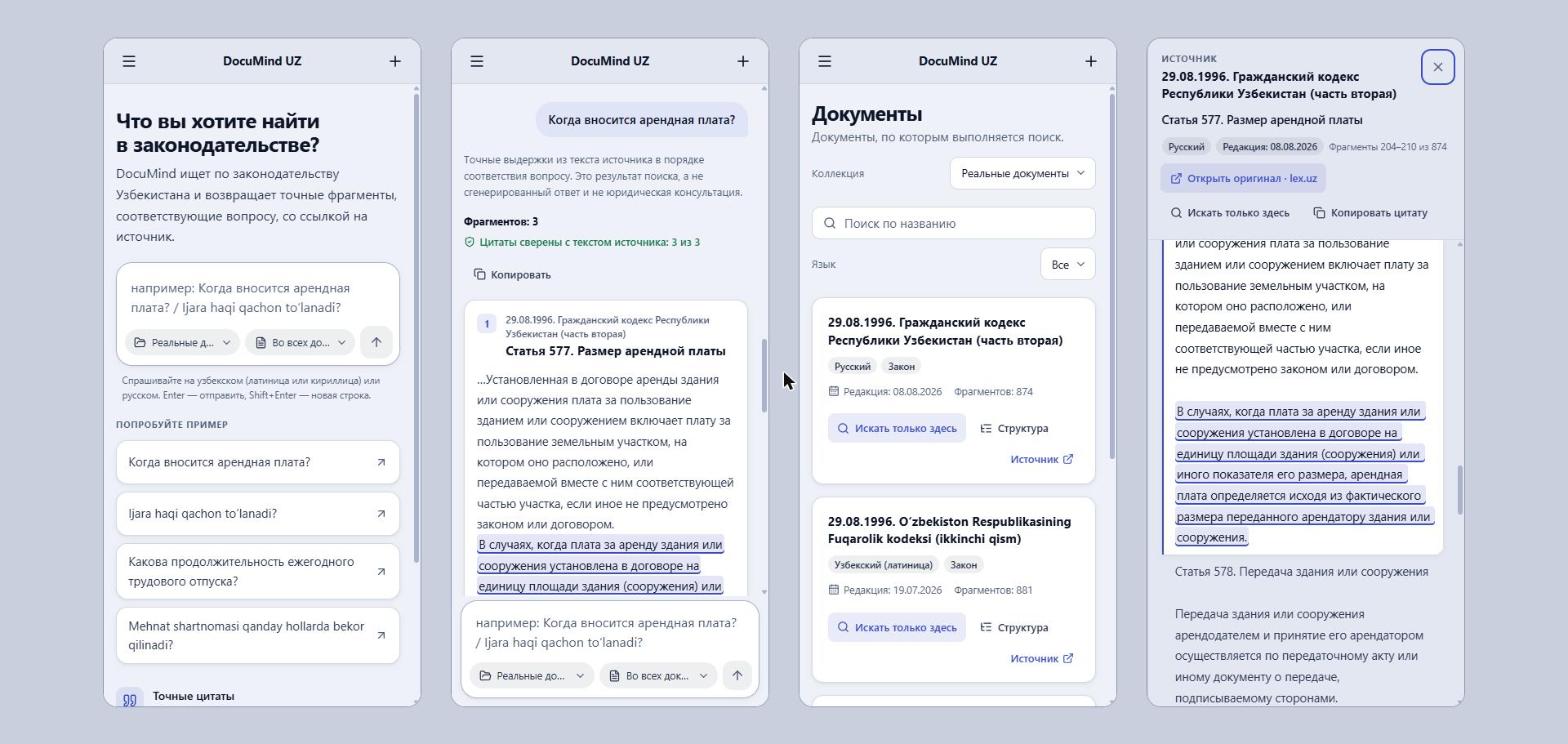 DocuMind UZ
Что вы хотите найти
в законодательстве?
DocuMind ищет по законодательству
Узбекистана и возвращает точные фрагменты,
соответствующие вопросу, со ссылкой на
источник.
например: Когда вносится арендная
плата? / Ijara haqi qachon toʻlanadi?
Реальные д...
Во всех до...
Спрашивайте на узбекском (латиница или кириллица) или
русском. Enter — отправить, Shift+Enter — новая строка.
ПОПРОБУЙТЕ ПРИМЕР
Когда вносится арендная плата?
Ijara haqi qachon toʻlanadi?
Какова продолжительность ежегодного
трудового отпуска?
Mehnat shartnomasi qanday hollarda bekor
qilinadi?
Точные цитаты
DocuMind UZ
Когда вносится арендная плата?
Точные выдержки из текста источника в порядке
соответствия вопросу. Это результат поиска, а не
сгенерированный ответ и не юридическая консультация.
Фрагментов: 3
Цитаты сверены с текстом источника: 3 из 3
Копировать
1
29.08.1996. Гражданский кодекс Республики
Узбекистан (часть вторая)
Статья 577. Размер арендной платы
...Установленная в договоре аренды здания
или сооружения плата за пользование
зданием или сооружением включает плату за
пользование земельным участком, на
котором оно расположено, или
передаваемой вместе с ним соответствующей
частью участка, если иное не предусмотрено
законом или договором.
В случаях, когда плата за аренду здания или
сооружения установлена в договоре на
единицу площади здания (сооружения) или
например: Когда вносится арендная плата?
/ Ijara haqi qachon toʻlanadi?
Реальные до...
Во всех док...
DocuMind UZ
Документы
Документы, по которым выполняется поиск.
Коллекция
Реальные документы
Поиск по названию
Язык
Все
29.08.1996. Гражданский кодекс
Республики Узбекистан (часть вторая)
Русский
Закон
Редакция: 08.08.2026
Фрагментов: 874
Искать только здесь
Структура
Источник
29.08.1996. Oʻzbekiston Respublikasining
Fuqarolik kodeksi (ikkinchi qism)
Узбекский (латиница)
Закон
Редакция: 19.07.2026
Фрагментов: 881
Искать только здесь
Структура
Источник
ИСТОЧНИК
29.08.1996. Гражданский кодекс
Республики Узбекистан (часть вторая)
Статья 577. Размер арендной платы
Русский
Редакция: 08.08.2026
Фрагменты 204–210 из 874
Открыть оригинал · lex.uz
Искать только здесь
Копировать цитату
или сооружения плата за пользование
зданием или сооружением включает плату за
пользование земельным участком, на
котором оно расположено, или
передаваемой вместе с ним
соответствующей частью участка, если иное
не предусмотрено законом или договором.
В случаях, когда плата за аренду здания или
сооружения установлена в договоре на
единицу площади здания (сооружения) или
иного показателя его размера, арендная
плата определяется исходя из фактического
размера переданного арендатору здания или
сооружения.
Статья 578. Передача здания или сооружения
Передача здания или сооружения
арендодателем и принятие его арендатором
осуществляется по передаточному акту или
иному документу о передаче,
подписываемому сторонами.